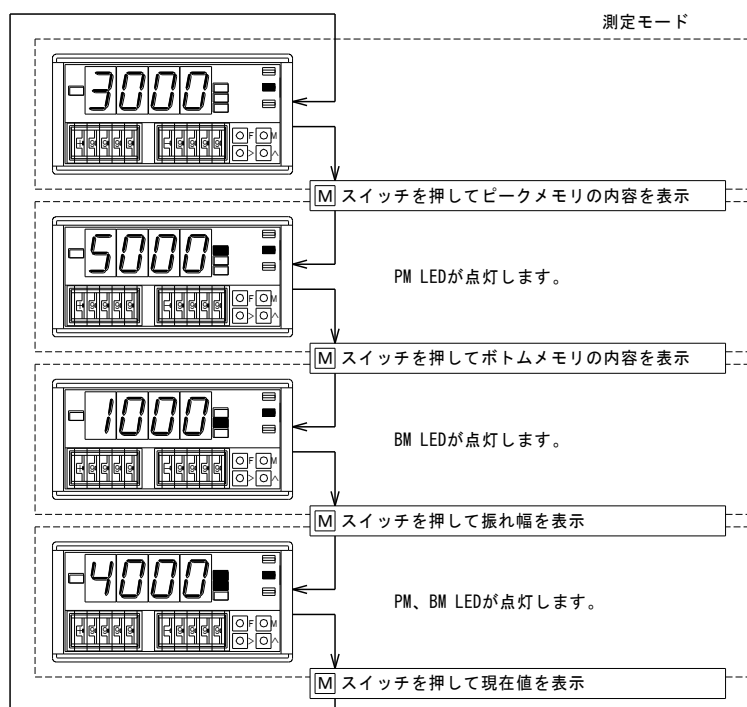 測定モード
3000
F M
> ^
M スイッチを押してピークメモリの内容を表示
5000
F M
> ^
PM LEDが点灯します。
M スイッチを押してボトムメモリの内容を表示
1000
F M
> ^
BM LEDが点灯します。
M スイッチを押して振れ幅を表示
4000
F M
> ^
PM、BM LEDが点灯します。
M スイッチを押して現在値を表示